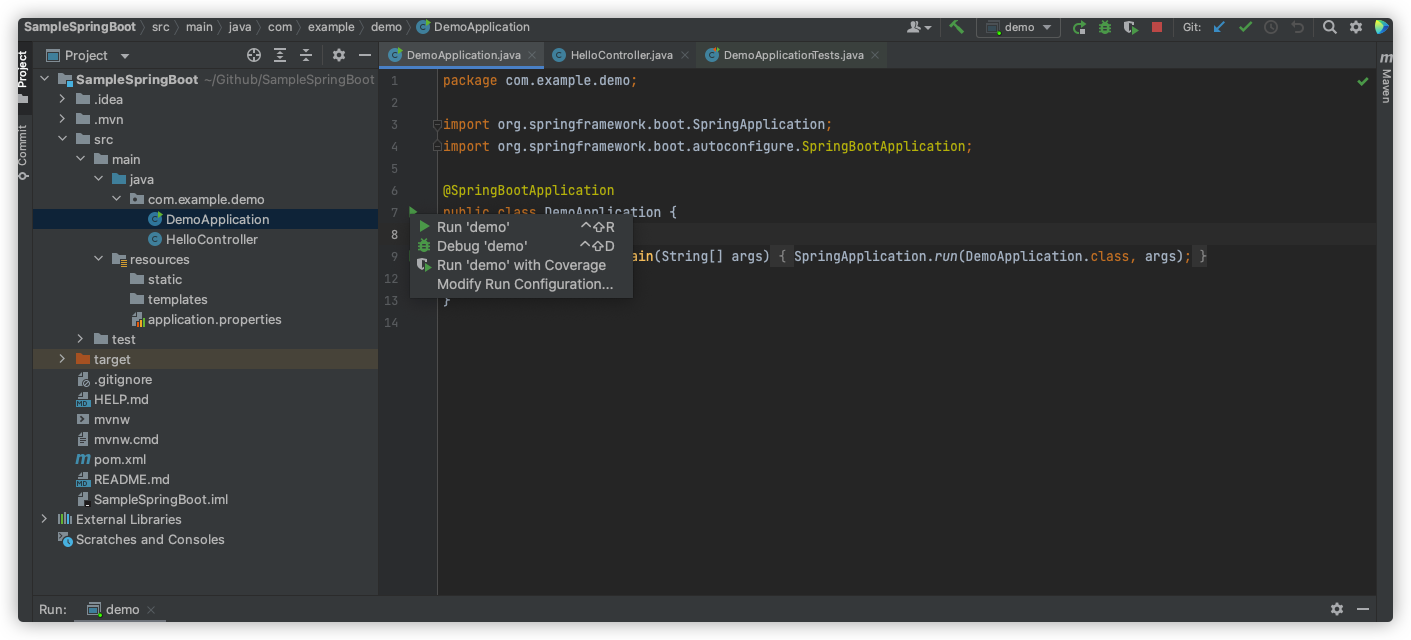 SampleSpringBoot src main java com example demo DemoApplication
demo
Git:
Project
Commit
Project
SampleSpringBoot ~/Github/SampleSpringBoot
.idea
.mvn
src
main
java
com.example.demo
DemoApplication
HelloController
resources
static
templates
application.properties
test
target
.gitignore
HELP.md
mvnw
mvnw.cmd
pom.xml
README.md
SampleSpringBoot.iml
External Libraries
Scratches and Consoles
DemoApplication.java HelloController.java DemoApplicationTests.java
1 package com.example.demo;
2
3 import org.springframework.boot.SpringApplication;
4 import org.springframework.boot.autoconfigure.SpringBootApplication;
5
6 @SpringBootApplication
7 public class DemoApplication {
8
9 ain(String[] args) { SpringApplication.run(DemoApplication.class, args); }
12
13 }
14
Run 'demo' ^⇧R
Debug 'demo' ^⇧D
Run 'demo' with Coverage
Modify Run Configuration...
m
Maven
Run: demo